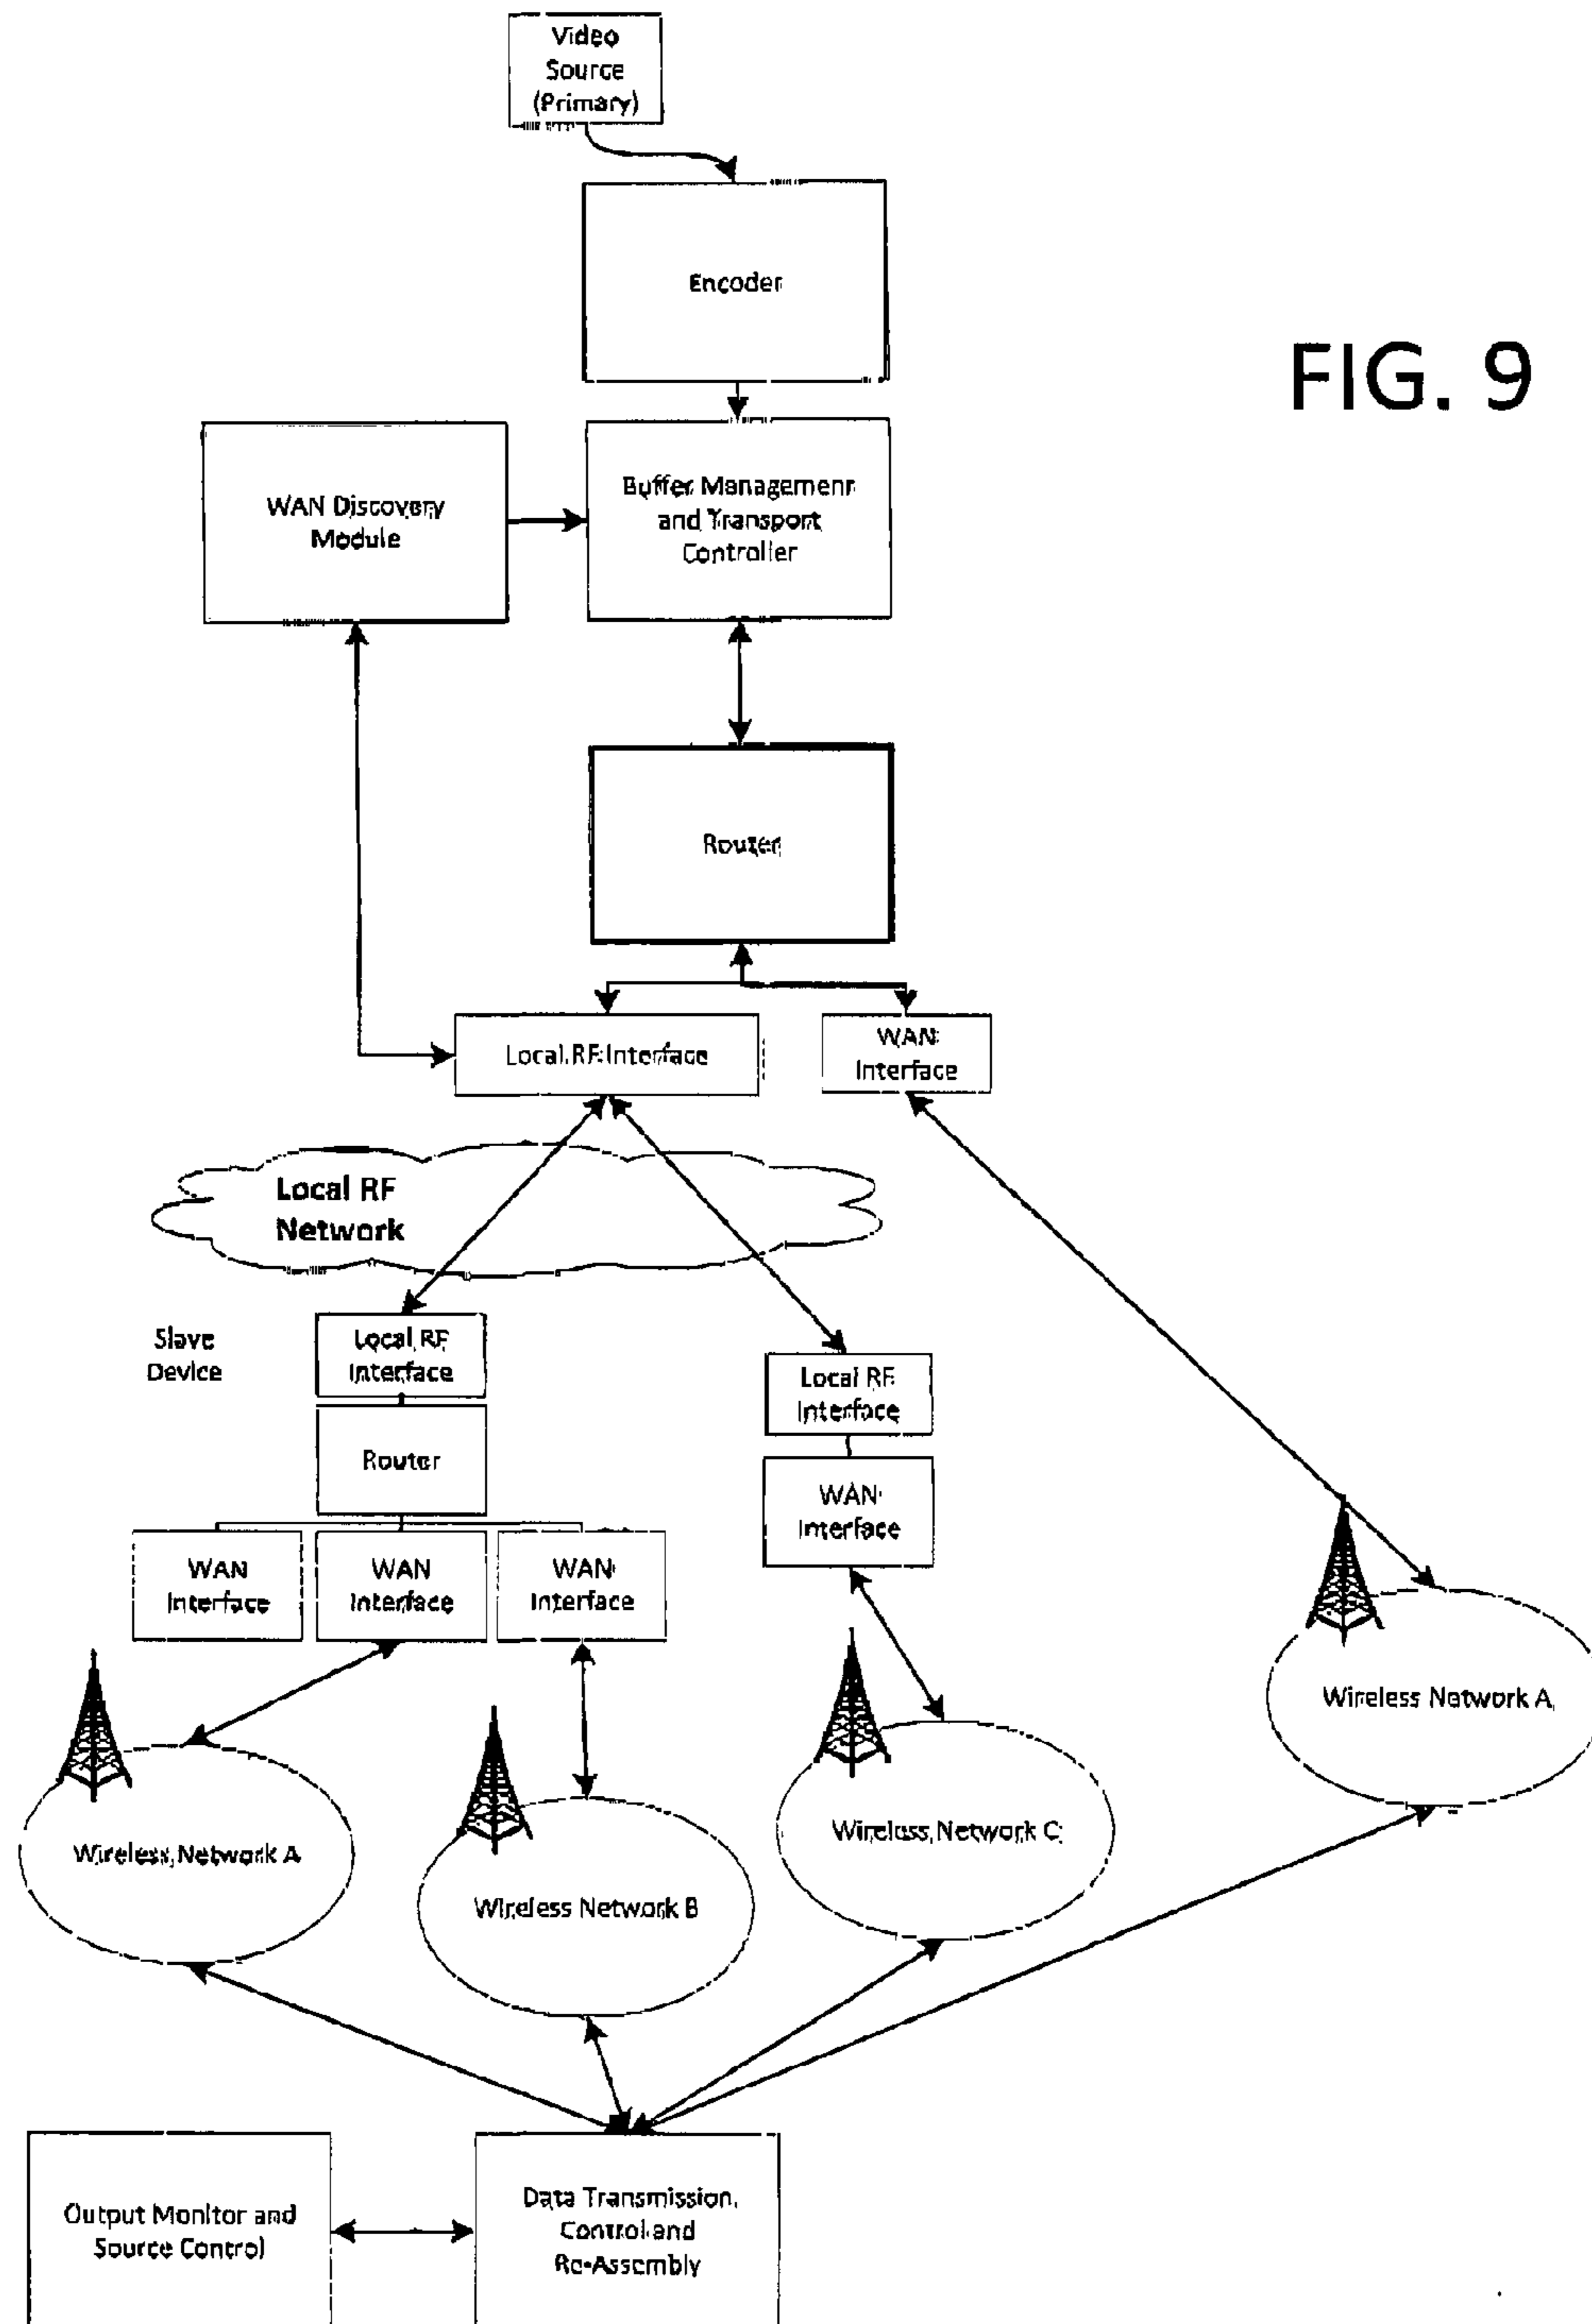 Video
Source
(Primary)
Encoder
FIG. 9
WAN Discovery
Module
Buffer Management
and Transport
Controller
Router
Local RF Interface
WAN
Interface
Local RF
Network
Slave
Device
Local RF
Interface
Local RF
Interface
Router
WAN
Interface
WAN
Interface
WAN
Interface
WAN
Interface
Wireless Network A
Wireless Network C
Wireless Network A
Wireless Network B
Output Monitor and
Source Control
Data Transmission,
Control and
Re-Assembly